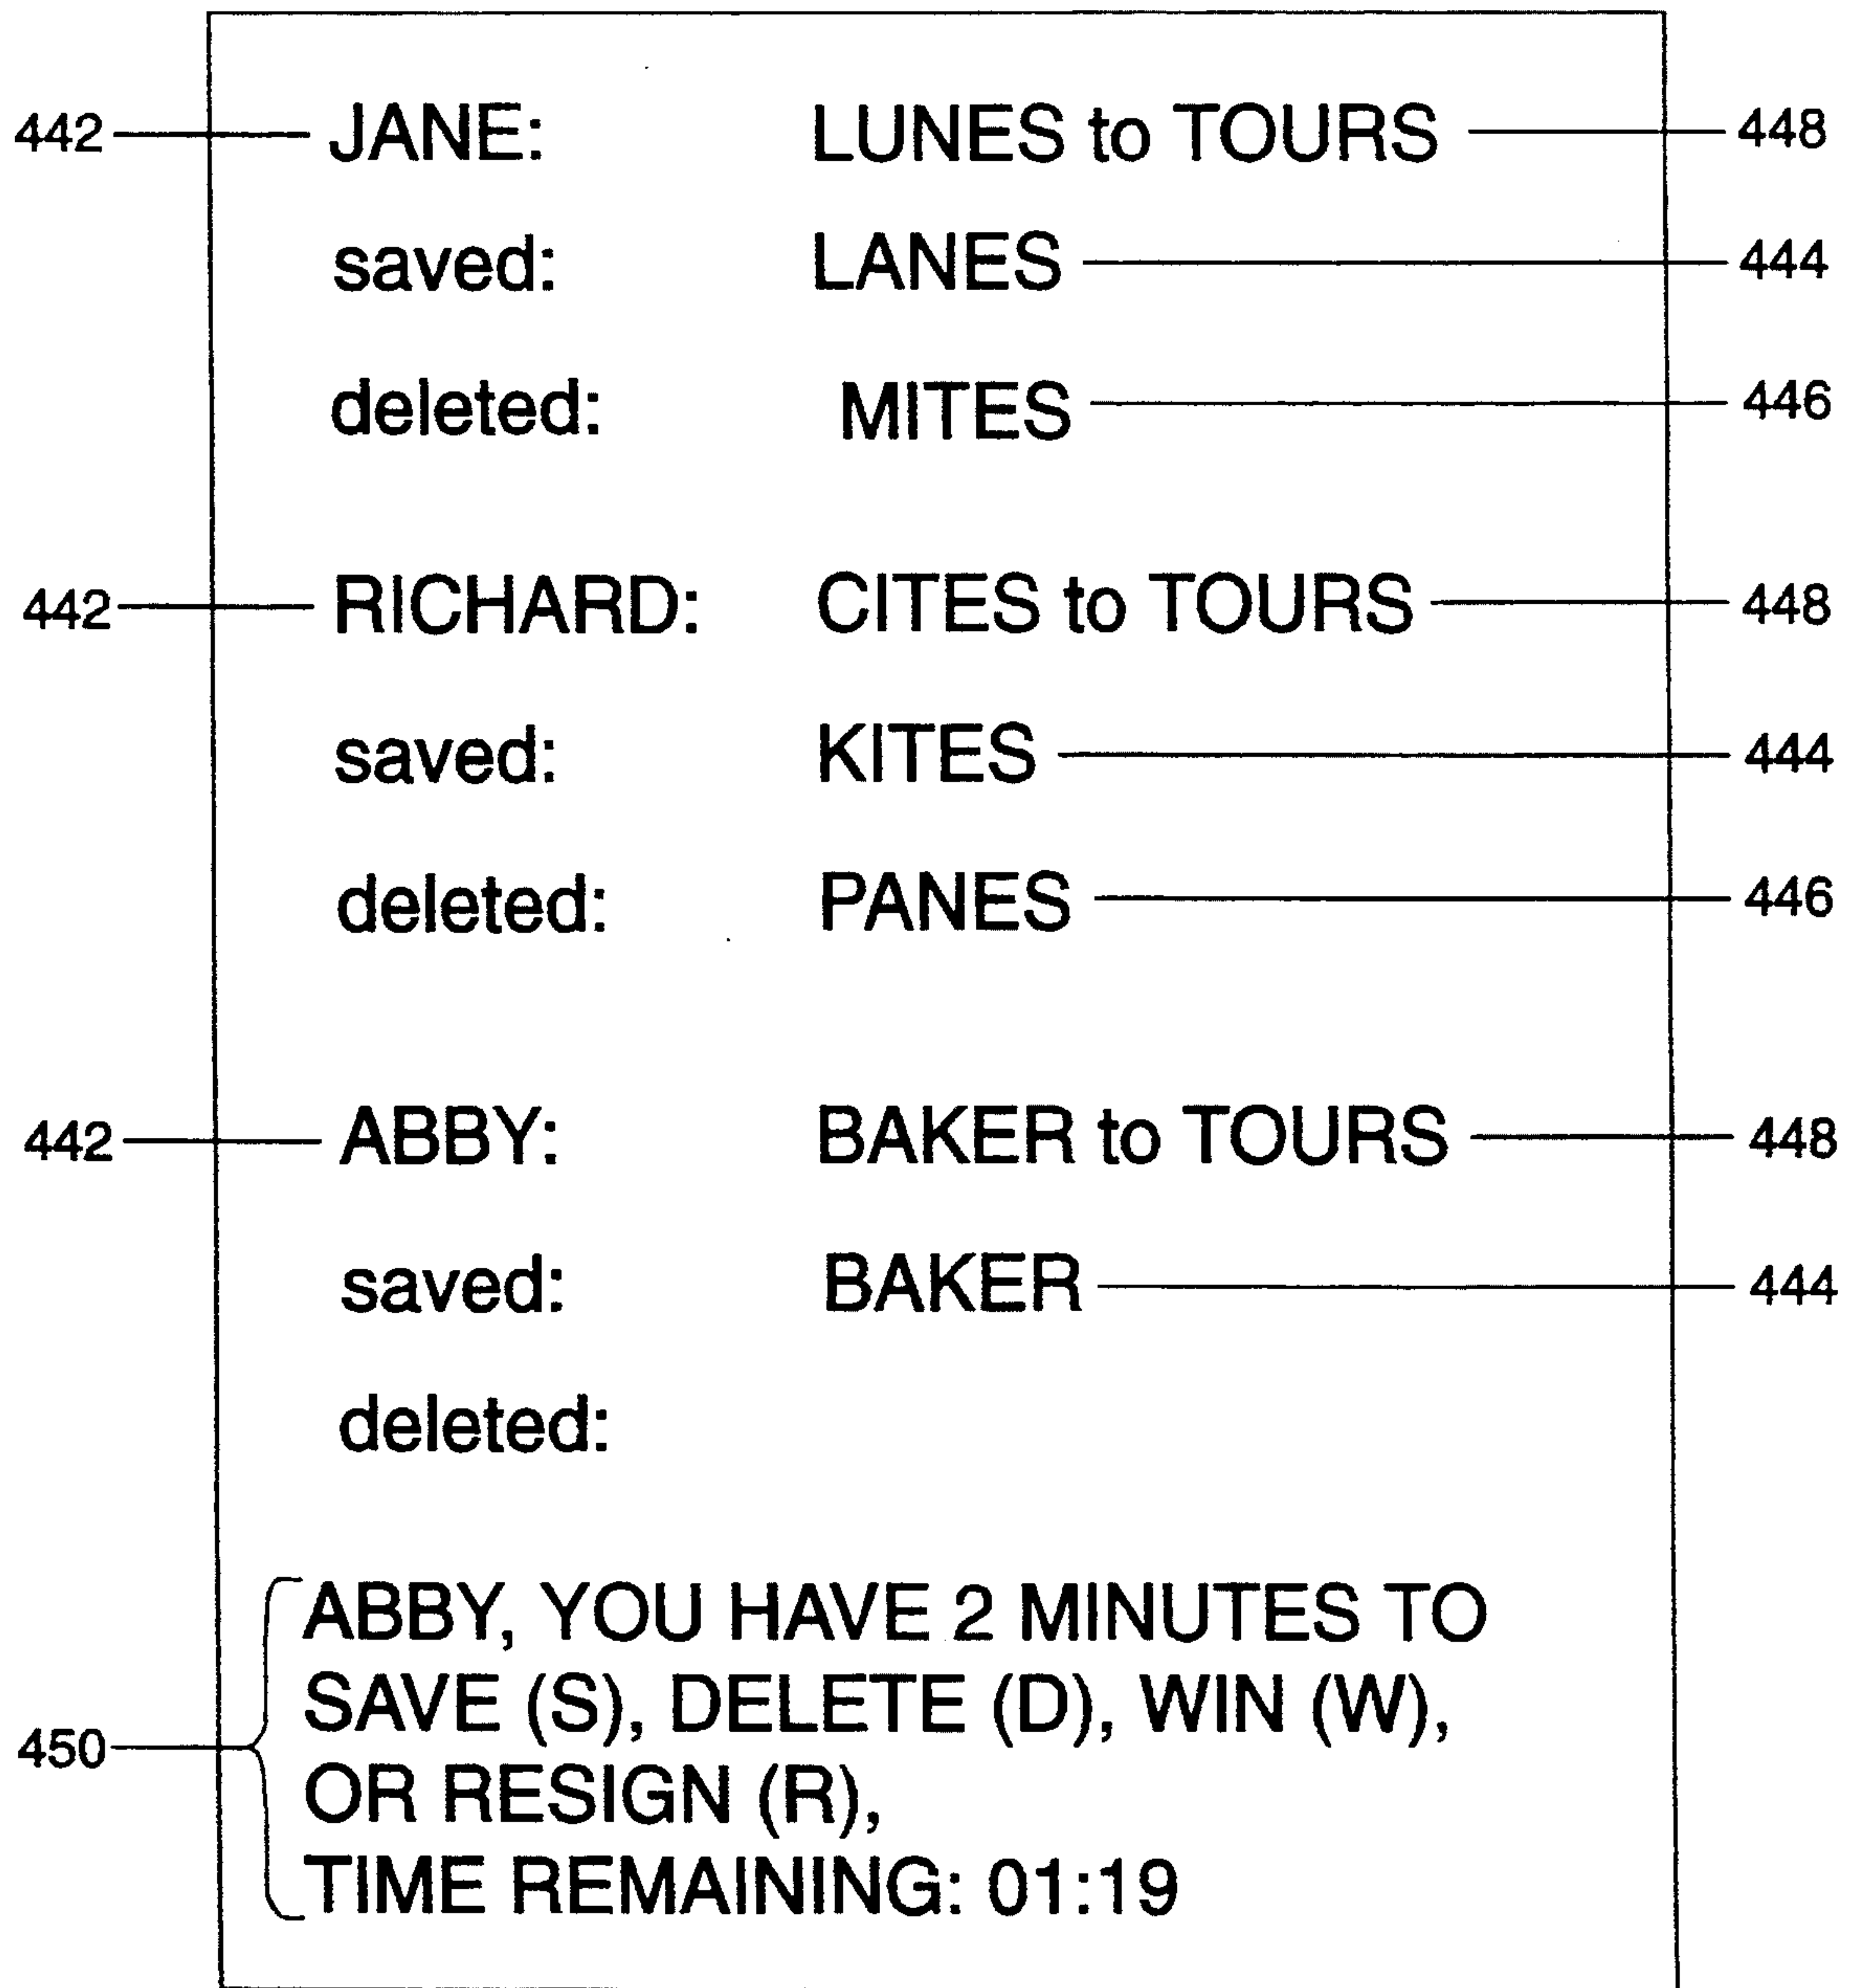 442 JANE: LUNES to TOURS 448
saved: LANES 444
deleted: MITES 446
442 RICHARD: CITES to TOURS 448
saved: KITES 444
deleted: PANES 446
442 ABBY: BAKER to TOURS 448
saved: BAKER 444
deleted:
ABBY, YOU HAVE 2 MINUTES TO
SAVE (S), DELETE (D), WIN (W),
450 OR RESIGN (R),
TIME REMAINING: 01:19